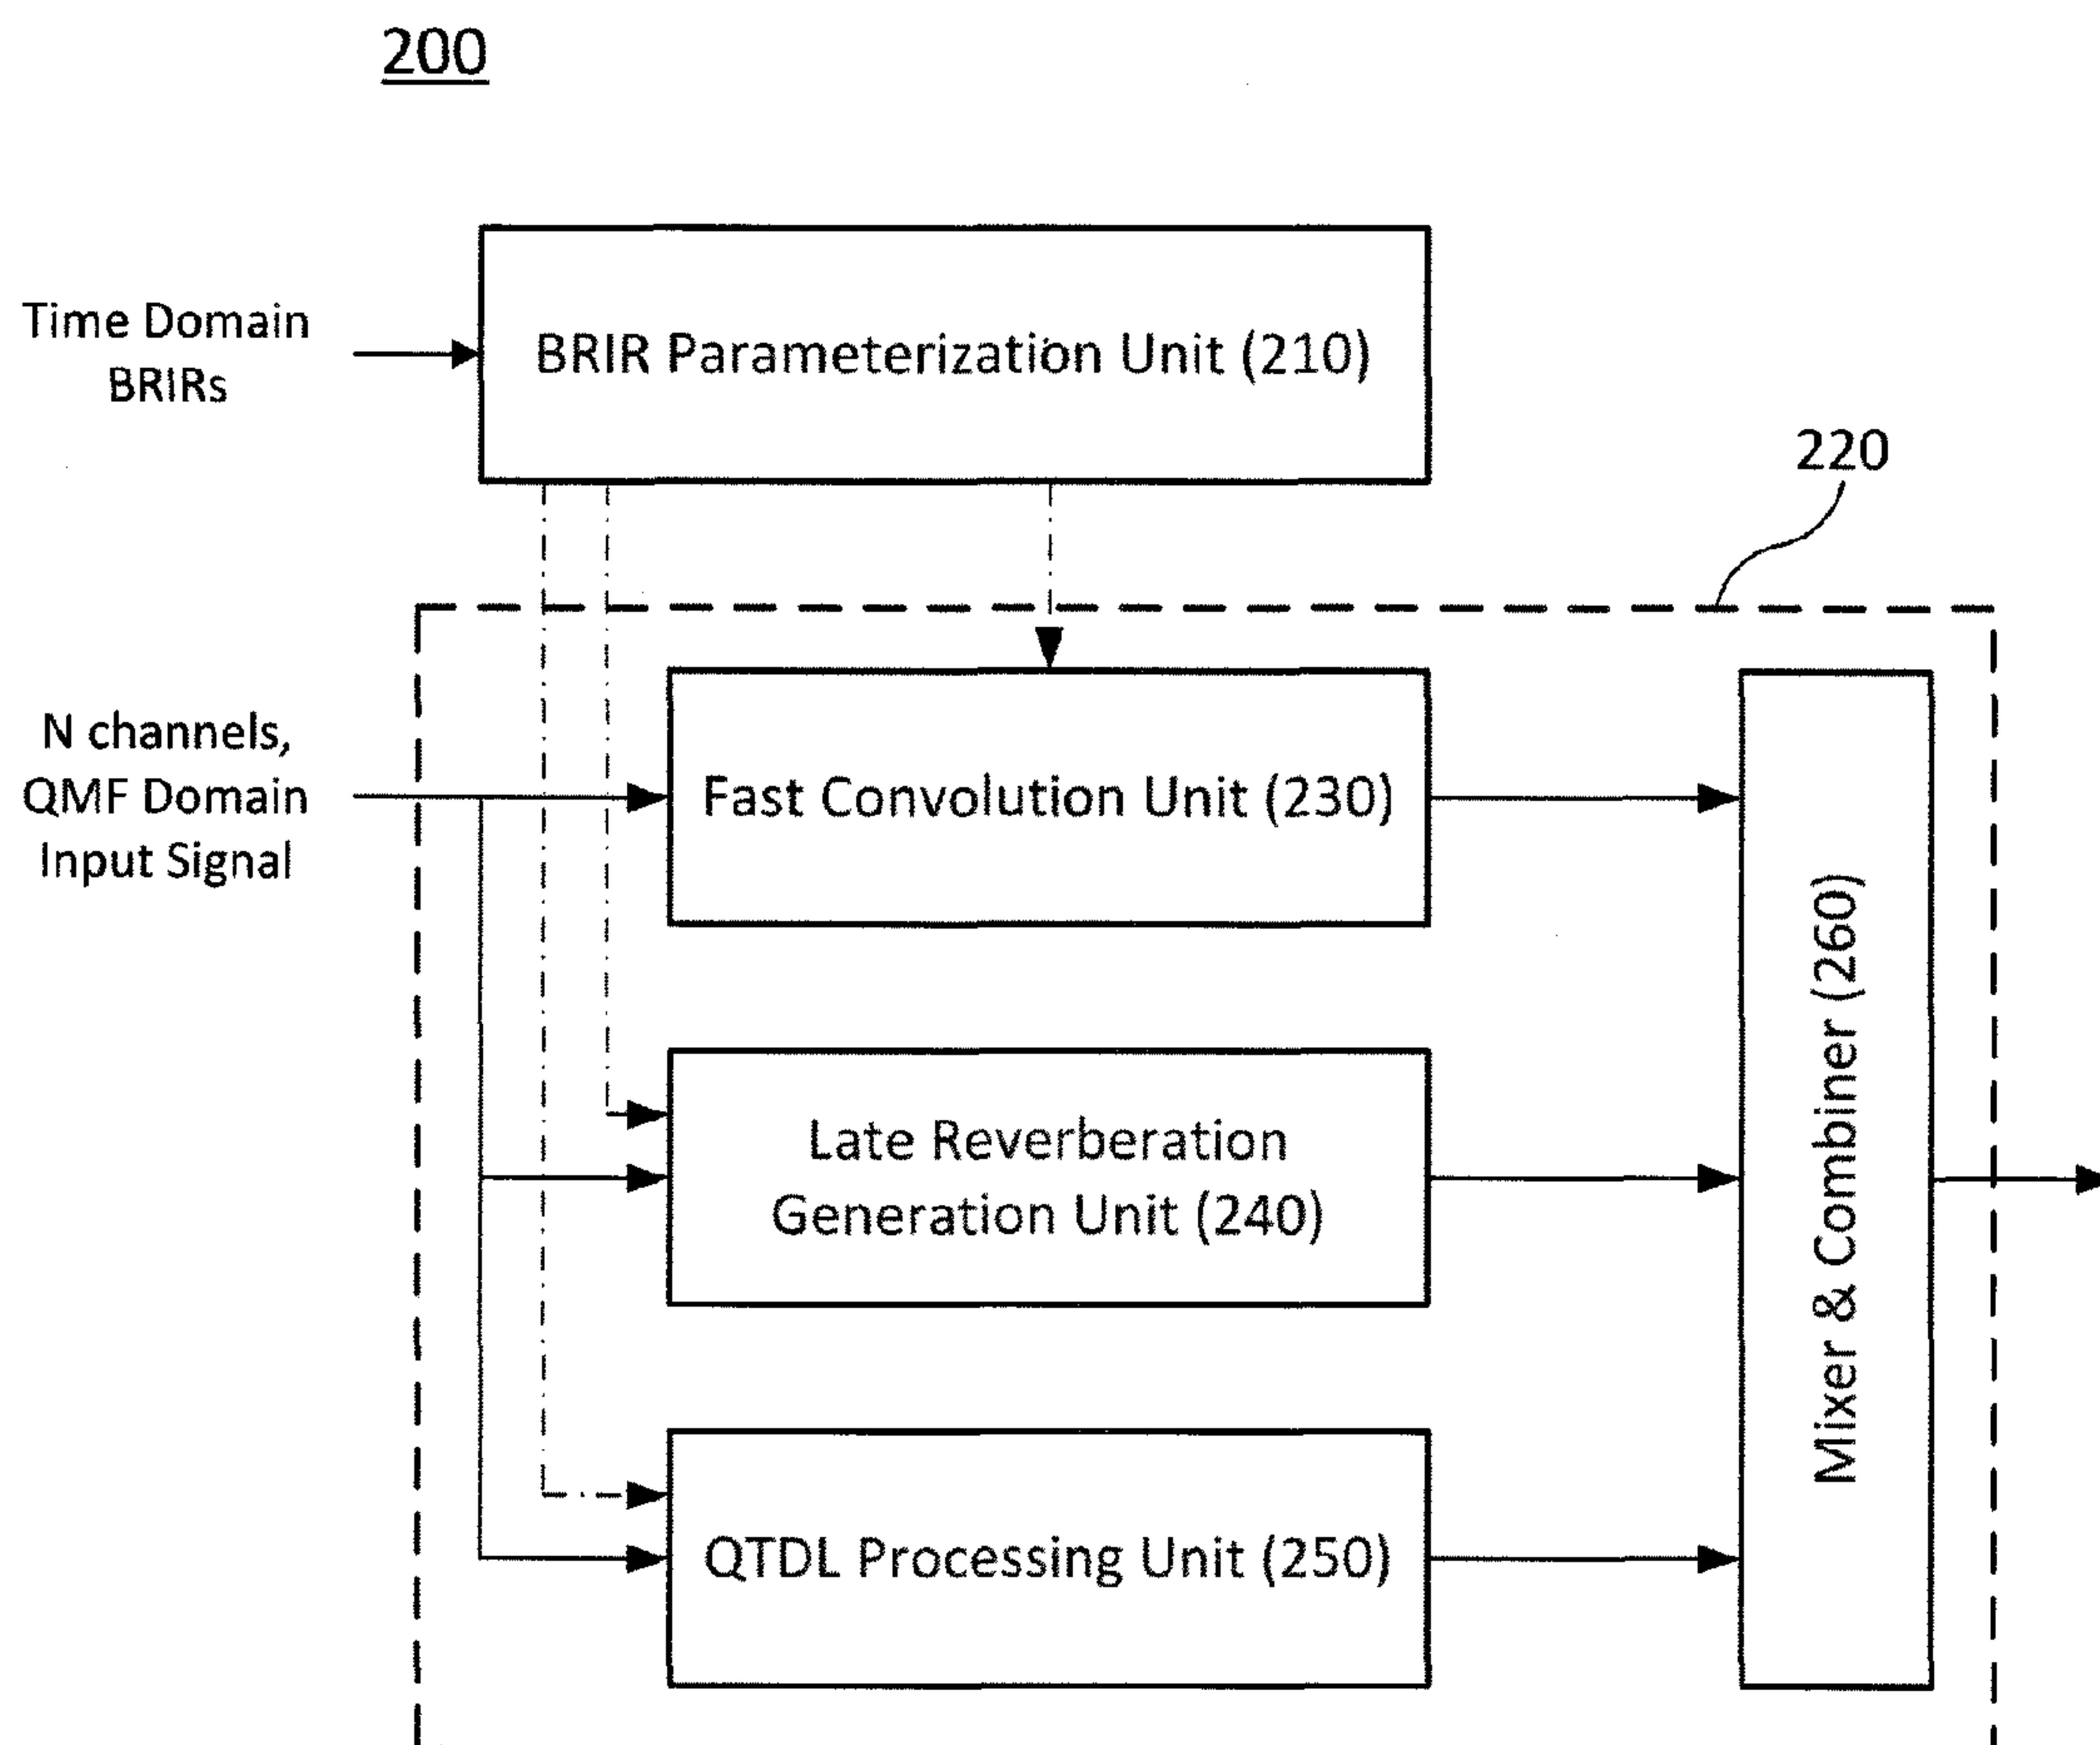 200
Time Domain
BRIRs
BRIR Parameterization Unit (210)
220
N channels,
QMF Domain
Input Signal
Fast Convolution Unit (230)
Late Reverberation
Generation Unit (240)
QTDL Processing Unit (250)
Mixer & Combiner (260)